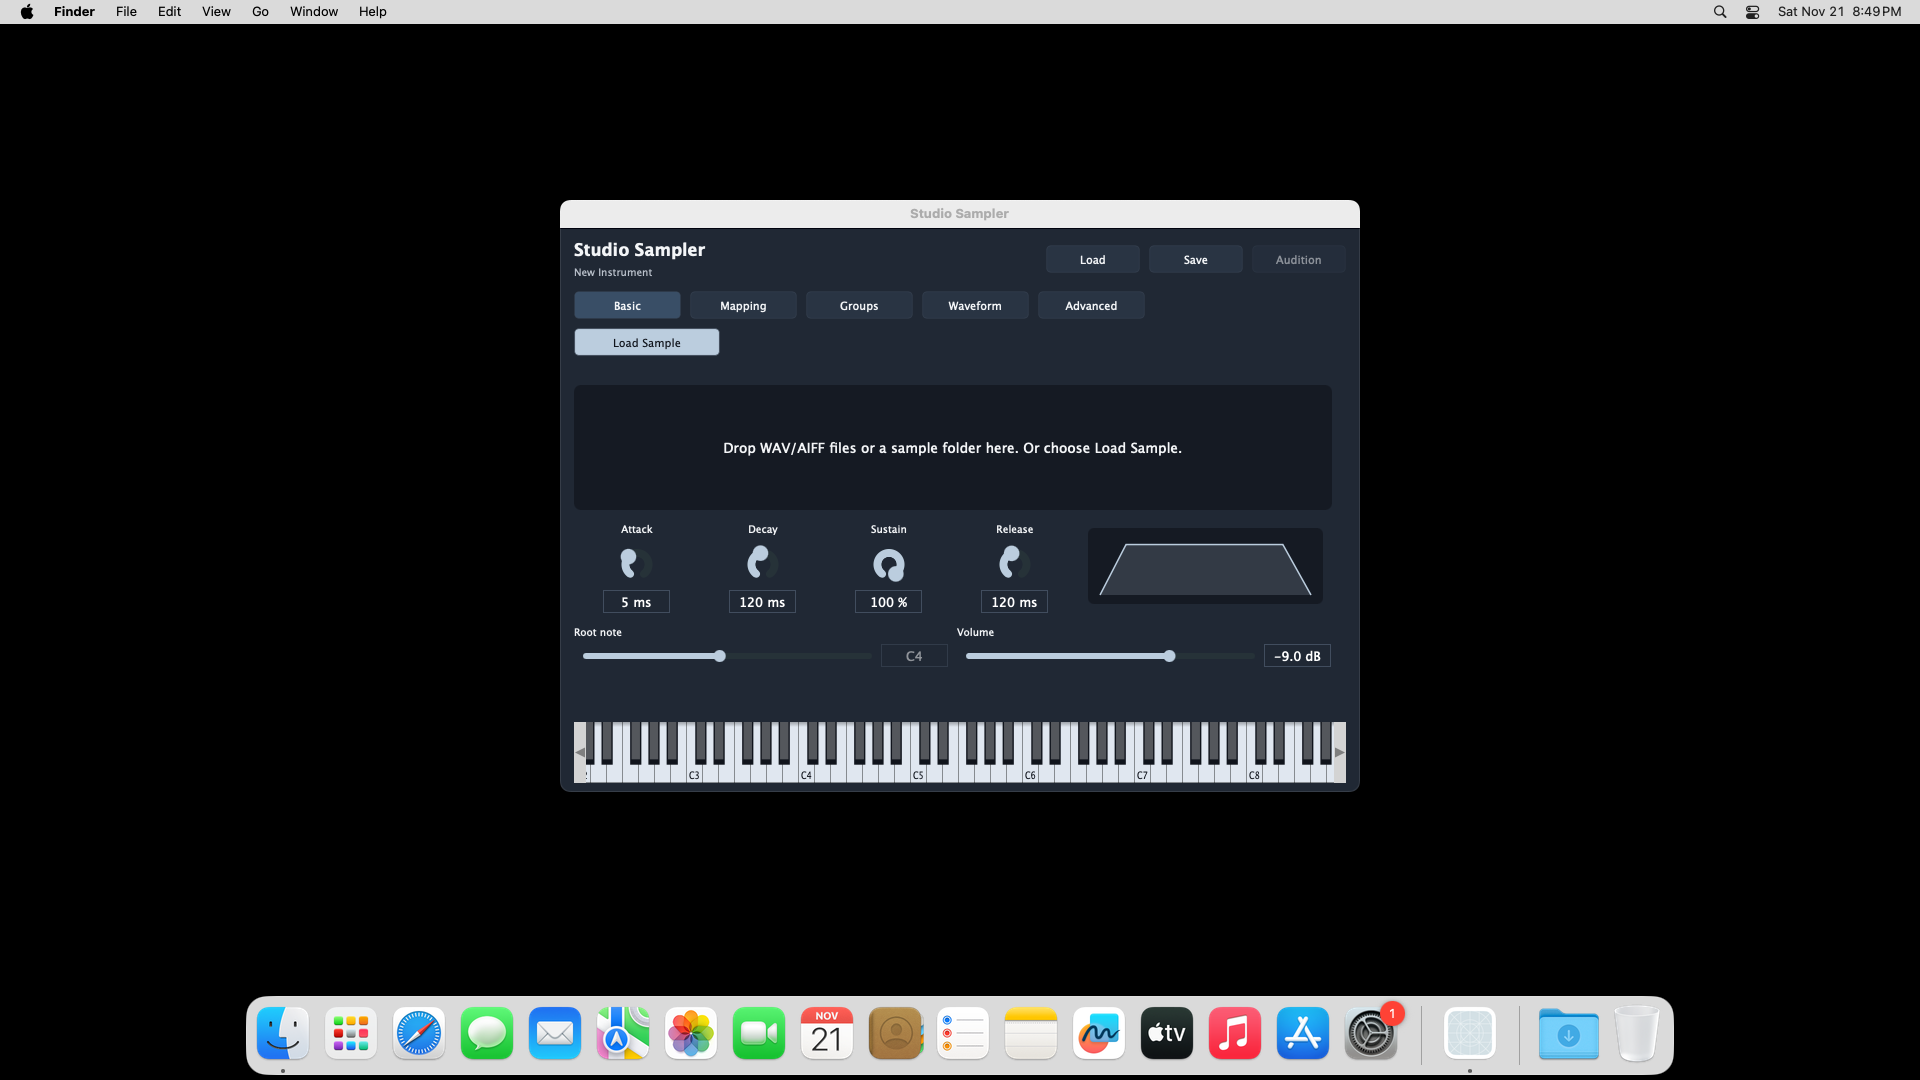 Finder File Edit View Go Window Help Sat Nov 21 8:49 PM
Studio Sampler
Studio Sampler
New Instrument
Load Save Audition
Basic Mapping Groups Waveform Advanced
Load Sample
Drop WAV/AIFF files or a sample folder here. Or choose Load Sample.
Attack Decay Sustain Release
5 ms 120 ms 100 % 120 ms
Root note Volume
C4 -9.0 dB
C3 C4 C5 C6 C7 C8
NOV
21
tv
1